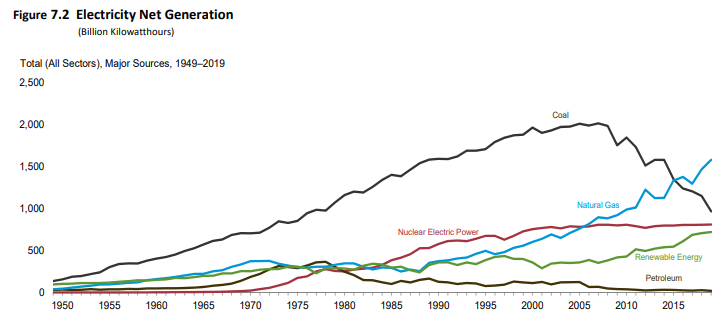 Figure 7.2 Electricity Net Generation
(Billion Kilowatthours)
Total (All Sectors), Major Sources, 1949–2019
2,500
2,000
Coal
1,500
1,000
Natural Gas
Nuclear Electric Power
500
Renewable Energy
Petroleum
0
1950 1955 1960 1965 1970 1975 1980 1985 1990 1995 2000 2005 2010 2015